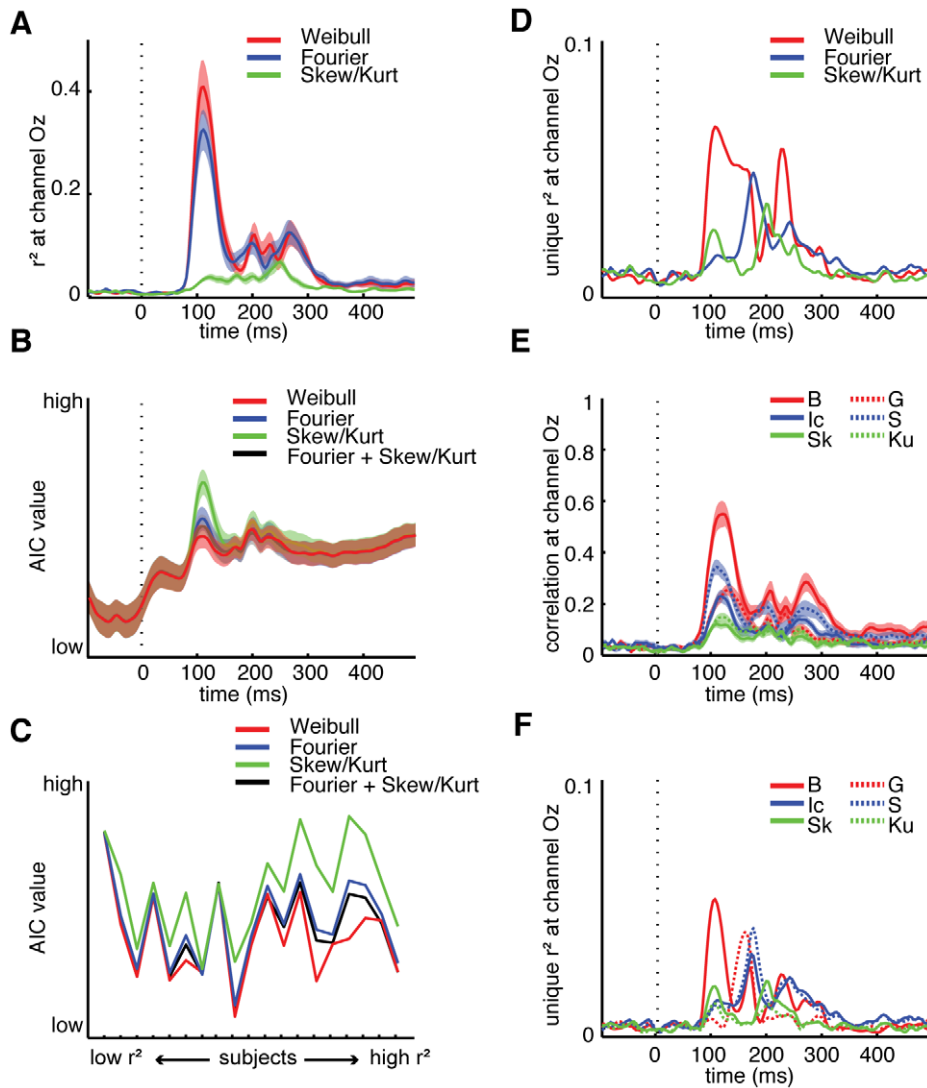 A
Weibull
Fourier
Skew/Kurt
r² at channel Oz
0.4
0.2
0
0 100 200 300 400
time (ms)
B
Weibull
Fourier
Skew/Kurt
Fourier + Skew/Kurt
AIC value
high
low
0 100 200 300 400
time (ms)
C
Weibull
Fourier
Skew/Kurt
Fourier + Skew/Kurt
AIC value
high
low
low r² ← subjects → high r²
D
Weibull
Fourier
Skew/Kurt
unique r² at channel Oz
0.1
0
0 100 200 300 400
time (ms)
E
B G
Ic S
Sk Ku
correlation at channel Oz
1
0.8
0.6
0.4
0.2
0
0 100 200 300 400
time (ms)
F
B G
Ic S
Sk Ku
unique r² at channel Oz
0.1
0
0 100 200 300 400
time (ms)